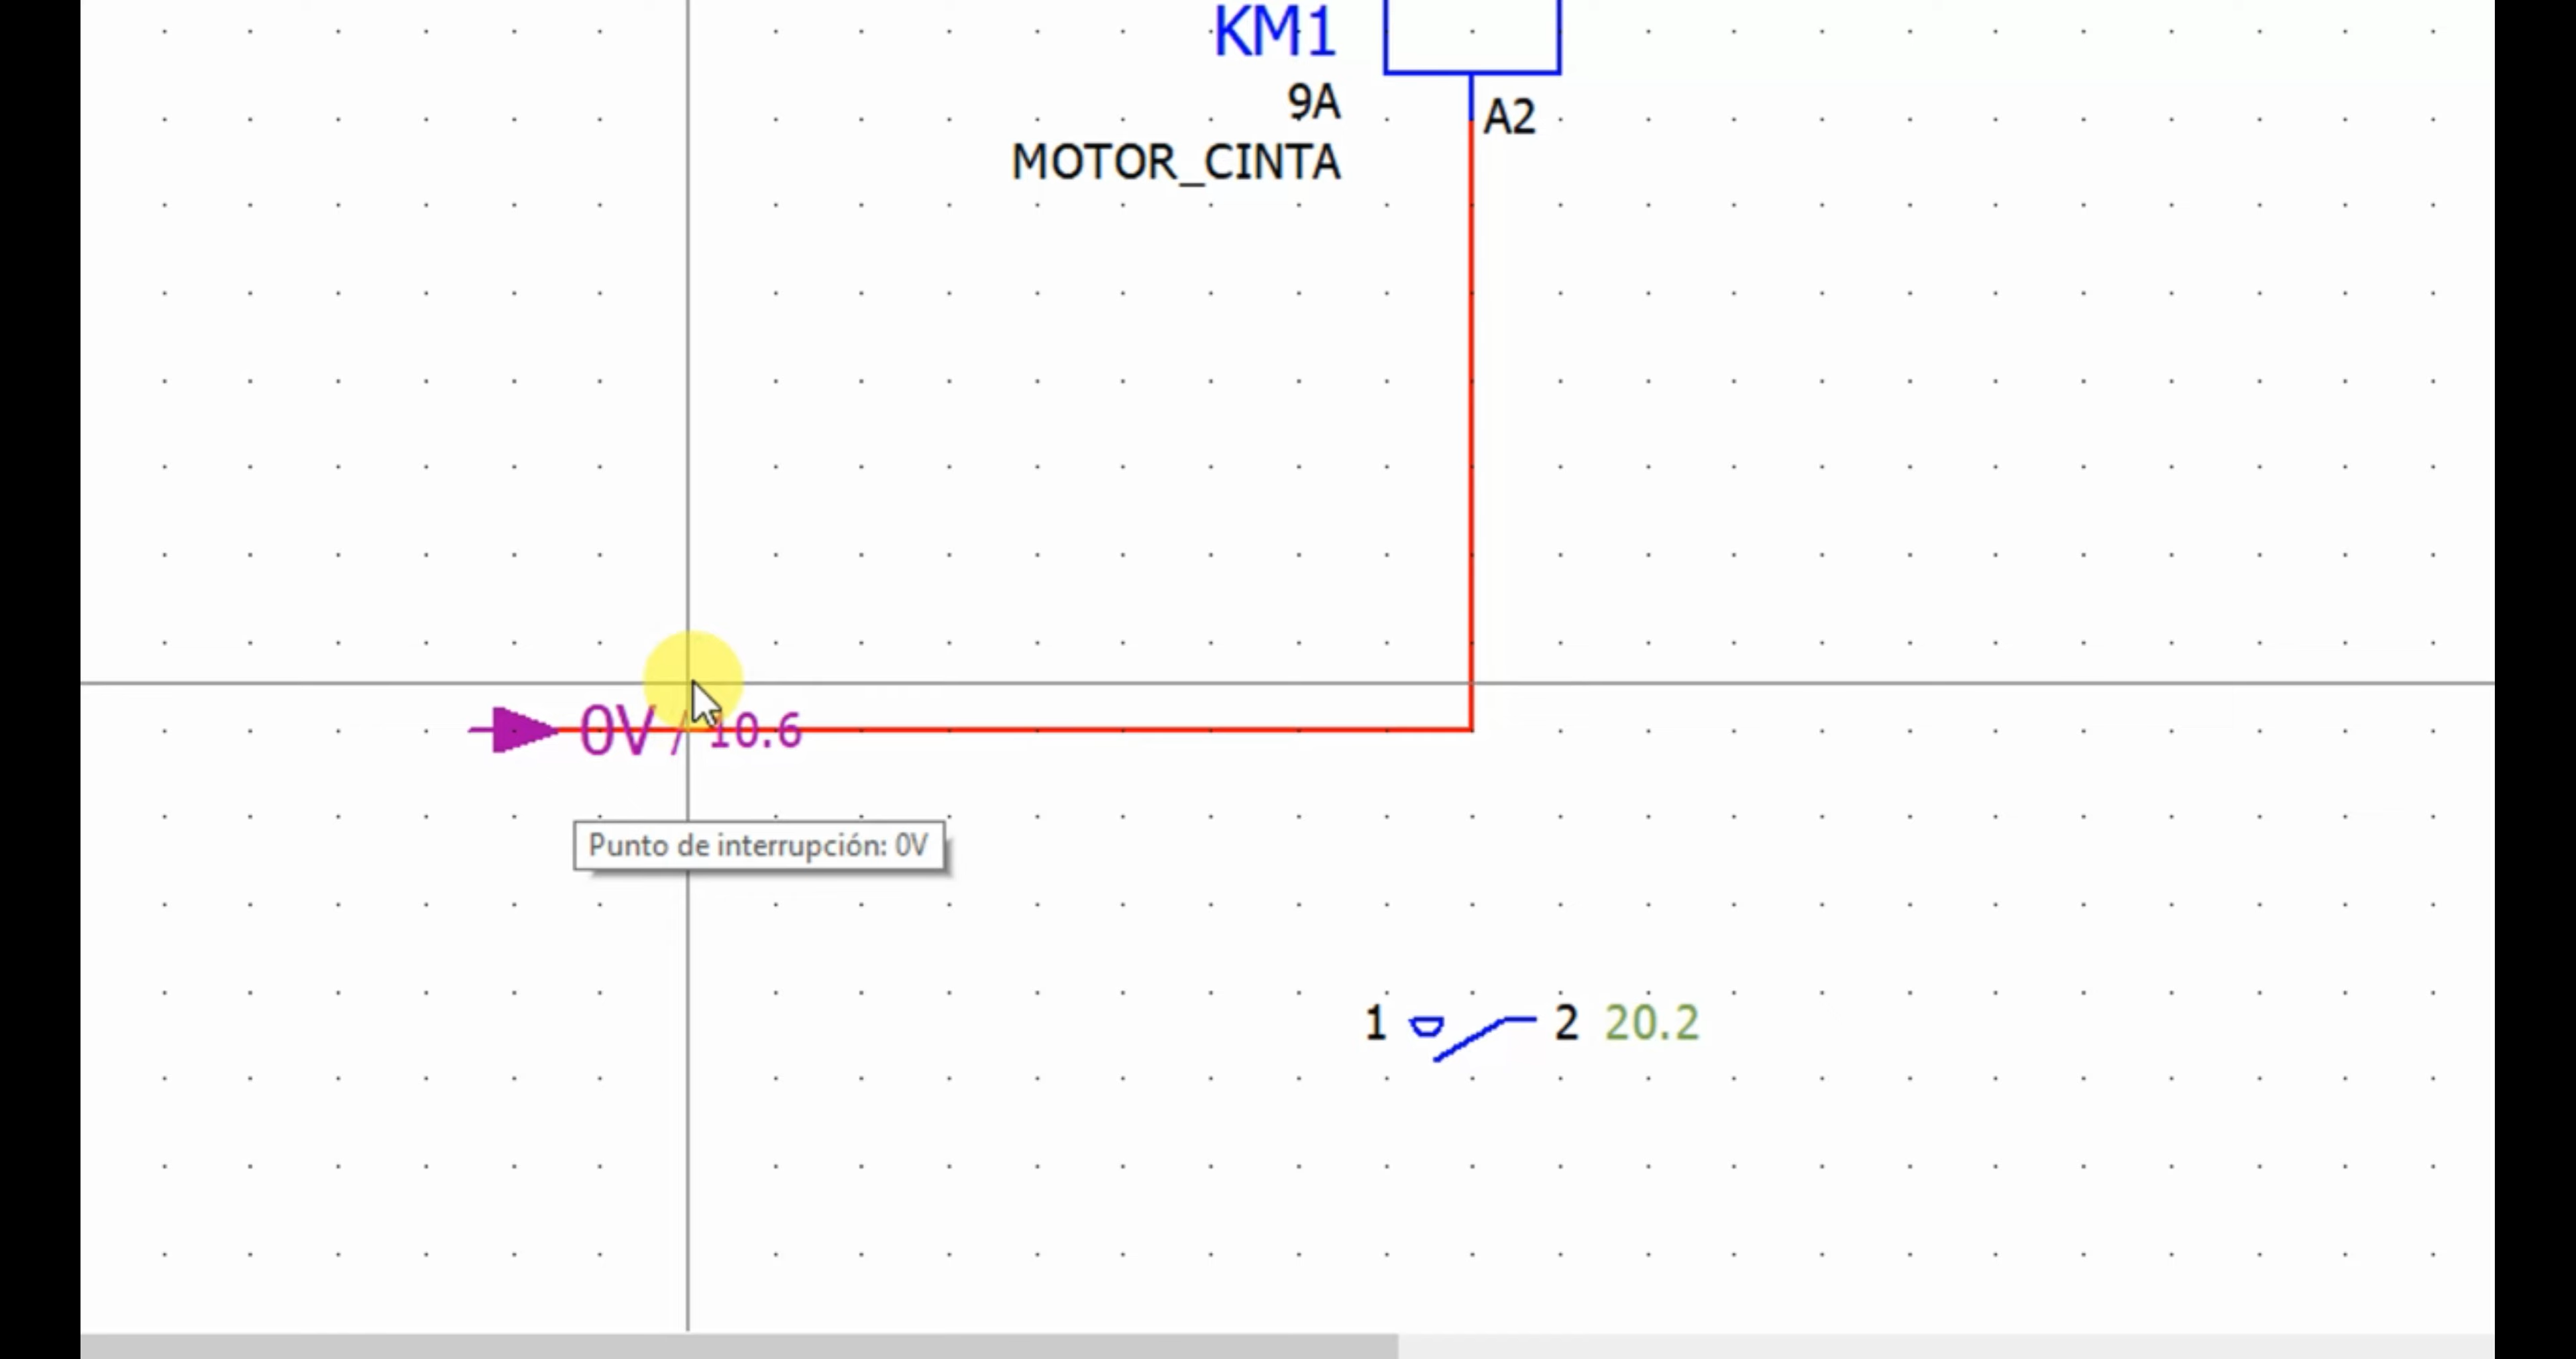 KM1
9A
A2
MOTOR_CINTA
0V / 10.6
Punto de interrupción: 0V
1 2 20.2